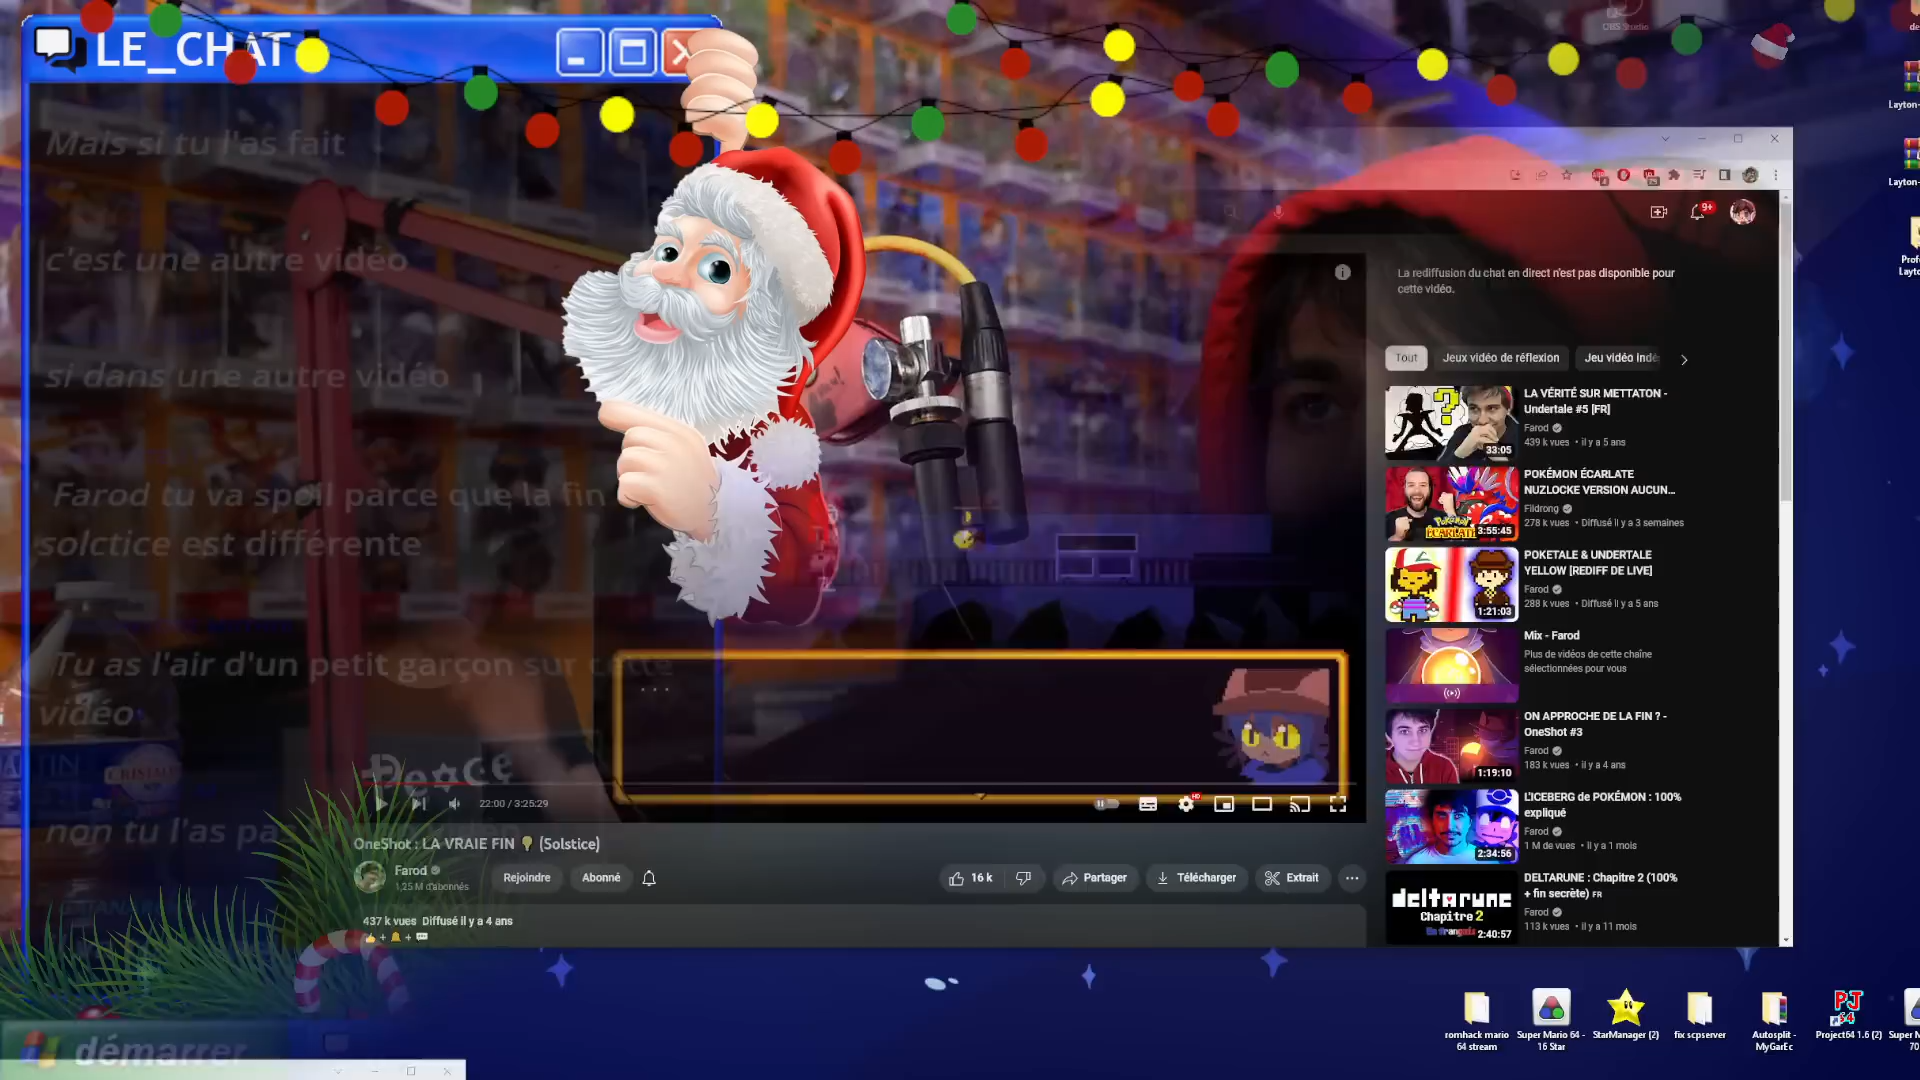 LE_CHAT
Mais si tu l'as fait
c'est une autre vidéo
si dans une autre vidéo
Farod tu va spoil parce que la fin
solctice est différente
Tu as l'air d'un petit garçon sur cette
vidéo
non tu l'as pas
démarrer
OBS Studio
9+
La rediffusion du chat en direct n'est pas disponible pour
cette vidéo.
Tout
Jeux vidéo de réflexion
Jeu vidéo indé
LA VÉRITÉ SUR METTATON -
Undertale #5 [FR]
Farod
439 k vues • il y a 5 ans
33:05
POKÉMON ÉCARLATE
NUZLOCKE VERSION AUCUN...
Fildrong
278 k vues • Diffusé il y a 3 semaines
3:55:45
POKETALE & UNDERTALE
YELLOW [REDIFF DE LIVE]
Farod
288 k vues • Diffusé il y a 5 ans
1:21:03
Mix - Farod
Plus de vidéos de cette chaîne
sélectionnées pour vous
ON APPROCHE DE LA FIN ? -
OneShot #3
Farod
183 k vues • il y a 4 ans
1:19:10
L'ICEBERG de POKÉMON : 100%
expliqué
Farod
1 M de vues • il y a 1 mois
2:34:56
DELTARUNE : Chapitre 2 (100%
+ fin secrète) FR
Farod
113 k vues • il y a 11 mois
deltarune
Chapitre 2
2:40:57
...
22:00 / 3:25:29
HD
OneShot : LA VRAIE FIN (Solstice)
Farod
1,25 M d'abonnés
Rejoindre
Abonné
16 k
Partager
Télécharger
Extrait
437 k vues Diffusé il y a 4 ans
romhack mario
64 stream
Super Mario 64 -
16 Star
StarManager (2)
fix scpserver
Autosplit -
MyGarEc
Project64 1.6 (2)
Super M
70
Layton-
Layton-
Prof
Layto